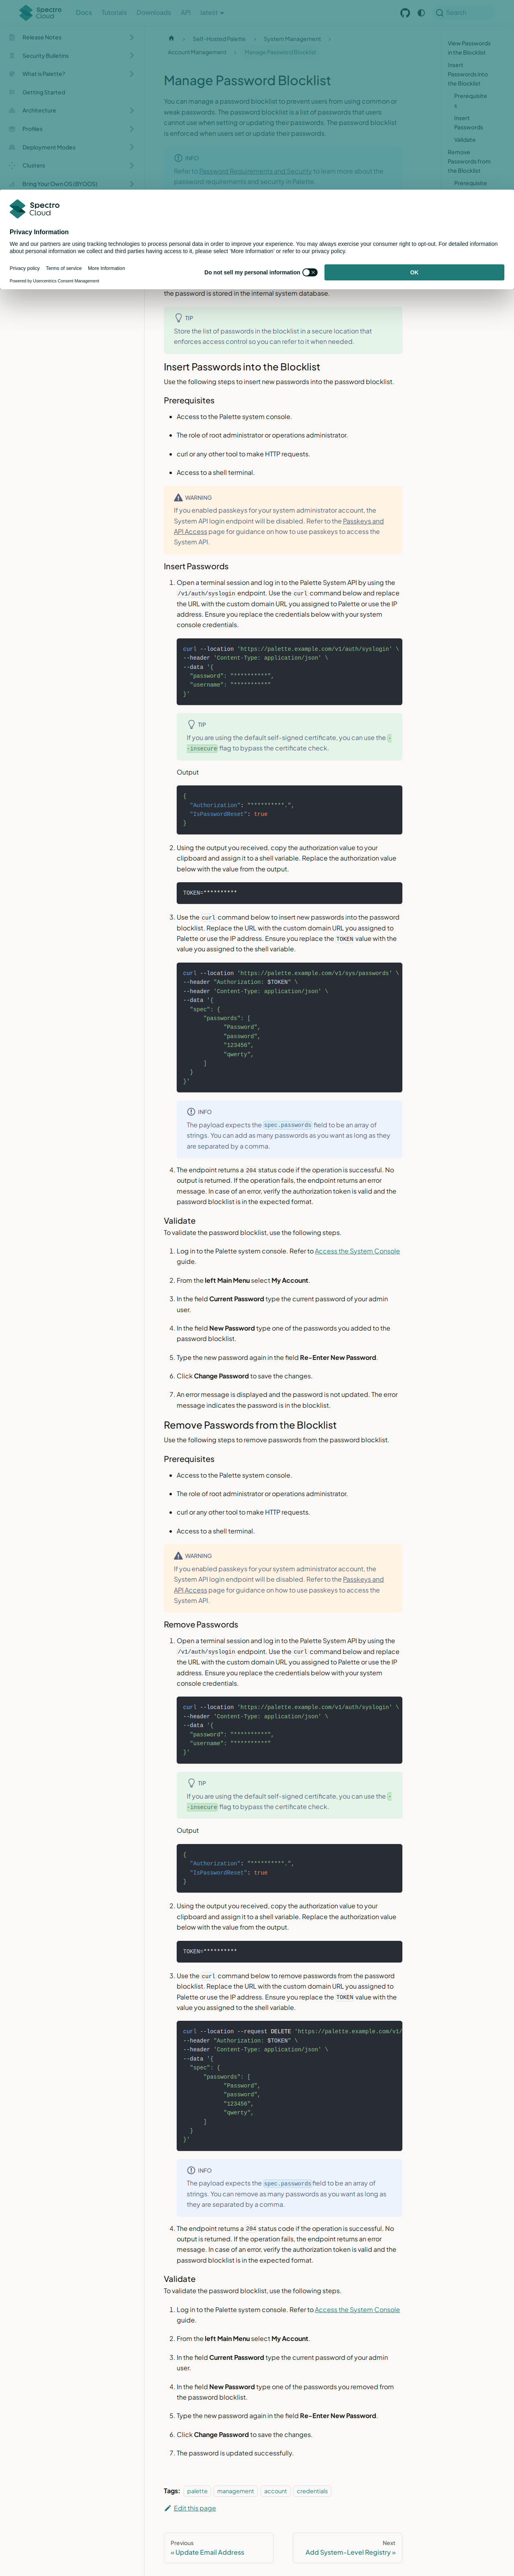 Spectro Cloud
Docs
Tutorials
Downloads
API
latest
Search
Release Notes
Security Bulletins
What is Palette?
Getting Started
Architecture
Profiles
Deployment Modes
Clusters
Bring Your Own OS (BYOOS)
Self-Hosted Palette
System Management
Account Management
Manage Password Blocklist
Manage Password Blocklist
You can manage a password blocklist to prevent users from using common or
weak passwords. The password blocklist is a list of passwords that users
cannot use when setting or updating their passwords. The password blocklist
is enforced when users set or update their passwords.
INFO
Refer to Password Requirements and Security to learn more about the
password requirements and security in Palette.
View Passwords
in the Blocklist
Insert
Passwords into
the Blocklist
Prerequisite
s
Insert
Passwords
Validate
Remove
Passwords from
the Blocklist
Prerequisite
Spectro Cloud
Privacy Information
We and our partners are using tracking technologies to process personal data in order to improve your experience. You may always exercise your consumer right to opt-out. For detailed information
about personal information we collect and third parties having access to it, please select 'More Information' or refer to our privacy policy.
Privacy policy
Terms of service
More Information
Do not sell my personal information
OK
Powered by Usercentrics Consent Management
the password is stored in the internal system database.
TIP
Store the list of passwords in the blocklist in a secure location that
enforces access control so you can refer to it when needed.
Insert Passwords into the Blocklist
Use the following steps to insert new passwords into the password blocklist.
Prerequisites
Access to the Palette system console.
The role of root administrator or operations administrator.
curl or any other tool to make HTTP requests.
Access to a shell terminal.
WARNING
If you enabled passkeys for your system administrator account, the
System API login endpoint will be disabled. Refer to the Passkeys and
API Access page for guidance on how to use passkeys to access the
System API.
Insert Passwords
1. Open a terminal session and log in to the Palette System API by using the
/v1/auth/syslogin endpoint. Use the curl command below and replace
the URL with the custom domain URL you assigned to Palette or use the IP
address. Ensure you replace the credentials below with your system
console credentials.
curl --location 'https://palette.example.com/v1/auth/syslogin' \
--header 'Content-Type: application/json' \
--data '{
"password": "**********",
"username": "**********"
}'
TIP
If you are using the default self-signed certificate, you can use the -
-insecure flag to bypass the certificate check.
Output
{
"Authorization": "**********.",
"IsPasswordReset": true
}
2. Using the output you received, copy the authorization value to your
clipboard and assign it to a shell variable. Replace the authorization value
below with the value from the output.
TOKEN=**********
3. Use the curl command below to insert new passwords into the password
blocklist. Replace the URL with the custom domain URL you assigned to
Palette or use the IP address. Ensure you replace the TOKEN value with the
value you assigned to the shell variable.
curl --location 'https://palette.example.com/v1/sys/passwords' \
--header "Authorization: $TOKEN" \
--header 'Content-Type: application/json' \
--data '{
"spec": {
"passwords": [
"Password",
"password",
"123456",
"qwerty",
]
}
}'
INFO
The payload expects the spec.passwords field to be an array of
strings. You can add as many passwords as you want as long as they
are separated by a comma.
4. The endpoint returns a 204 status code if the operation is successful. No
output is returned. If the operation fails, the endpoint returns an error
message. In case of an error, verify the authorization token is valid and the
password blocklist is in the expected format.
Validate
To validate the password blocklist, use the following steps.
1. Log in to the Palette system console. Refer to Access the System Console
guide.
2. From the left Main Menu select My Account.
3. In the field Current Password type the current password of your admin
user.
4. In the field New Password type one of the passwords you added to the
password blocklist.
5. Type the new password again in the field Re-Enter New Password.
6. Click Change Password to save the changes.
7. An error message is displayed and the password is not updated. The error
message indicates the password is in the blocklist.
Remove Passwords from the Blocklist
Use the following steps to remove passwords from the password blocklist.
Prerequisites
Access to the Palette system console.
The role of root administrator or operations administrator.
curl or any other tool to make HTTP requests.
Access to a shell terminal.
WARNING
If you enabled passkeys for your system administrator account, the
System API login endpoint will be disabled. Refer to the Passkeys and
API Access page for guidance on how to use passkeys to access the
System API.
Remove Passwords
1. Open a terminal session and log in to the Palette System API by using the
/v1/auth/syslogin endpoint. Use the curl command below and replace
the URL with the custom domain URL you assigned to Palette or use the IP
address. Ensure you replace the credentials below with your system
console credentials.
curl --location 'https://palette.example.com/v1/auth/syslogin' \
--header 'Content-Type: application/json' \
--data '{
"password": "**********",
"username": "**********"
}'
TIP
If you are using the default self-signed certificate, you can use the -
-insecure flag to bypass the certificate check.
Output
{
"Authorization": "**********.",
"IsPasswordReset": true
}
2. Using the output you received, copy the authorization value to your
clipboard and assign it to a shell variable. Replace the authorization value
below with the value from the output.
TOKEN=**********
3. Use the curl command below to remove passwords from the password
blocklist. Replace the URL with the custom domain URL you assigned to
Palette or use the IP address. Ensure you replace the TOKEN value with the
value you assigned to the shell variable.
curl --location --request DELETE 'https://palette.example.com/v1/
--header "Authorization: $TOKEN" \
--header 'Content-Type: application/json' \
--data '{
"spec": {
"passwords": [
"Password",
"password",
"123456",
"qwerty",
]
}
}'
INFO
The payload expects the spec.passwords field to be an array of
strings. You can remove as many passwords as you want as long as
they are separated by a comma.
4. The endpoint returns a 204 status code if the operation is successful. No
output is returned. If the operation fails, the endpoint returns an error
message. In case of an error, verify the authorization token is valid and the
password blocklist is in the expected format.
Validate
To validate the password blocklist, use the following steps.
1. Log in to the Palette system console. Refer to Access the System Console
guide.
2. From the left Main Menu select My Account.
3. In the field Current Password type the current password of your admin
user.
4. In the field New Password type one of the passwords you removed from
the password blocklist.
5. Type the new password again in the field Re-Enter New Password.
6. Click Change Password to save the changes.
7. The password is updated successfully.
Tags: palette management account credentials
Edit this page
Previous
« Update Email Address
Next
Add System-Level Registry »